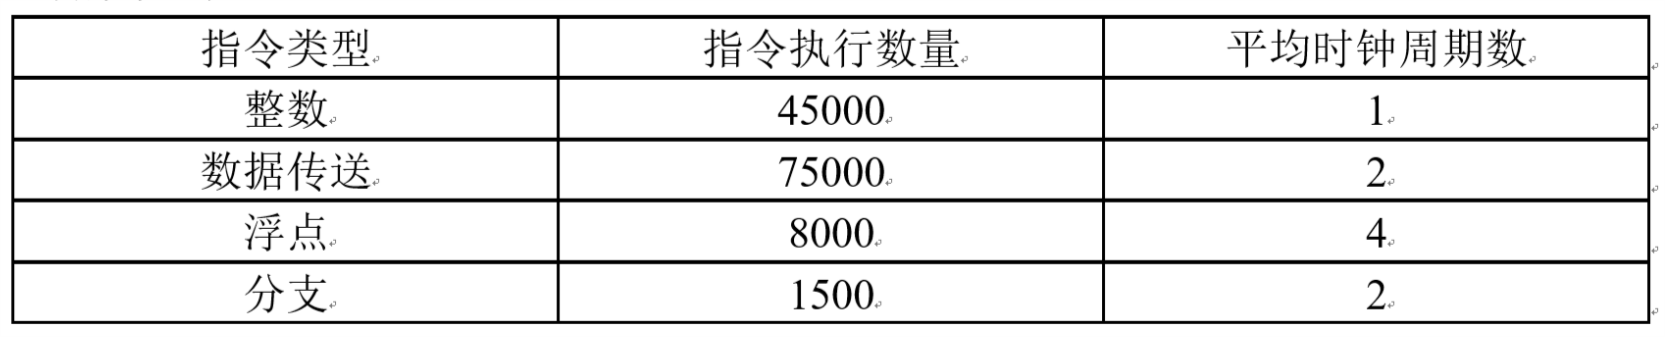 指令类型 指令执行数量 平均时钟周期数
整数 45000 1
数据传送 75000 2
浮点 8000 4
分支 1500 2